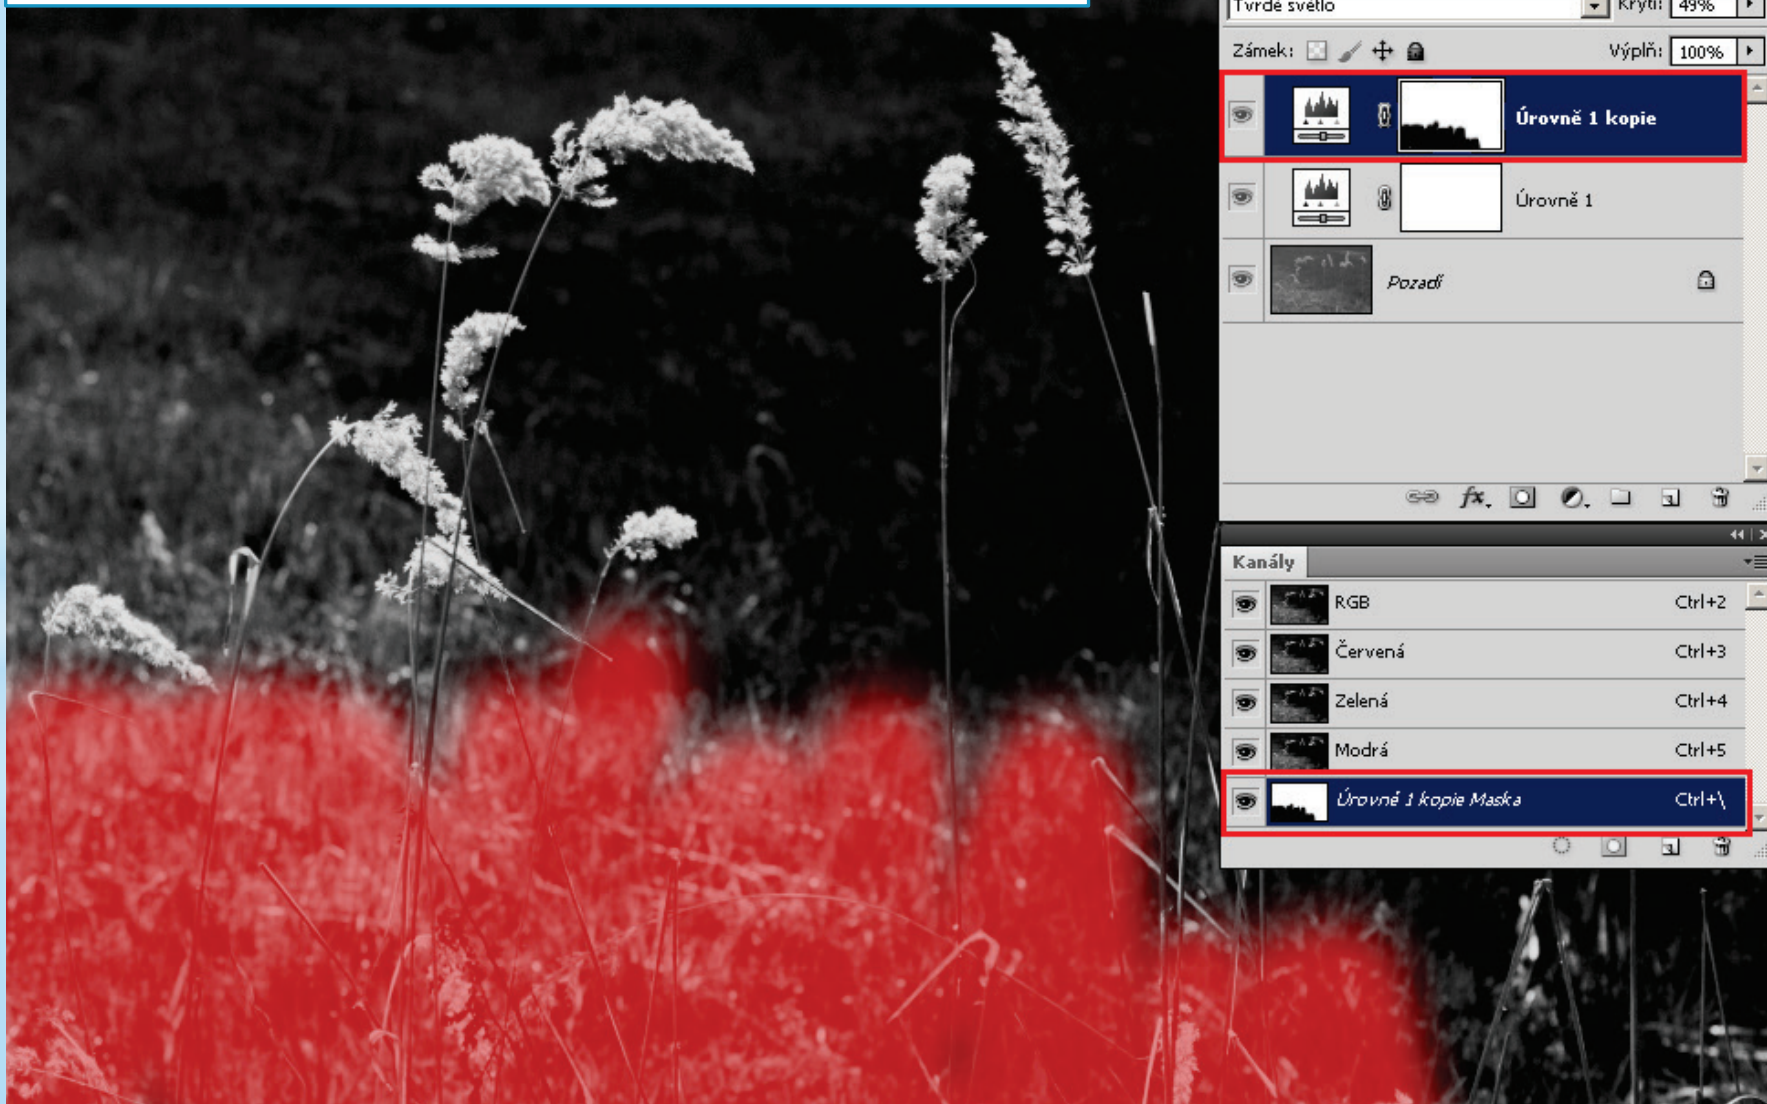 Tvrdé světlo
Krytí: 49%
Zámek:
Výplň: 100%
Úrovně 1 kopie
Úrovně 1
Pozadí
fx.
Kanály
RGB Ctrl+2
Červená Ctrl+3
Zelená Ctrl+4
Modrá Ctrl+5
Úrovně 1 kopie Maska Ctrl+\